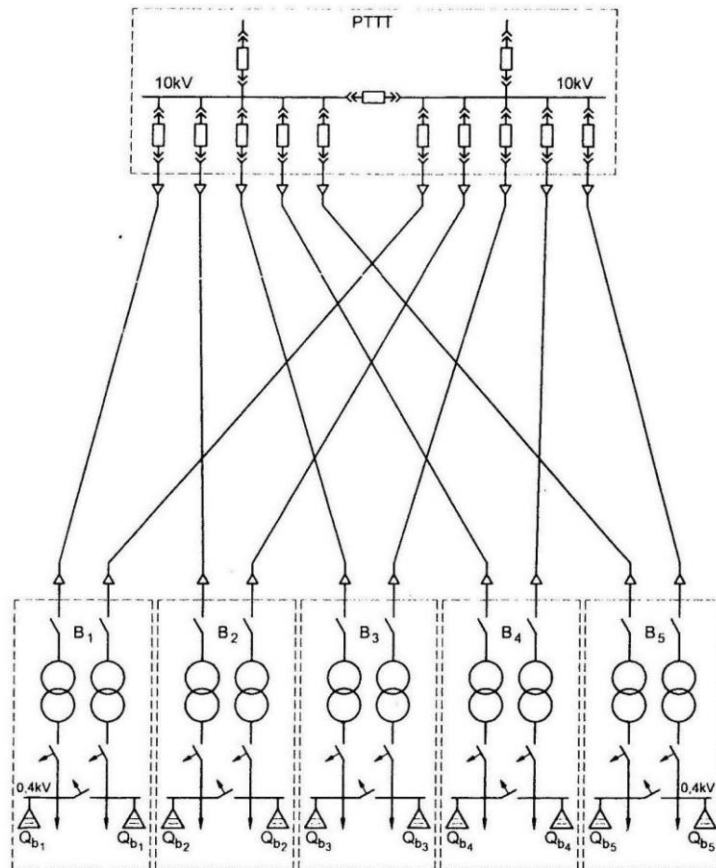 PTTT
10kV 10kV
B₁ B₂ B₃ B₄ B₅
0,4kV 0,4kV
Qb₁ Qb₁ Qb₂ Qb₂ Qb₃ Qb₃ Qb₄ Qb₄ Qb₅ Qb₅